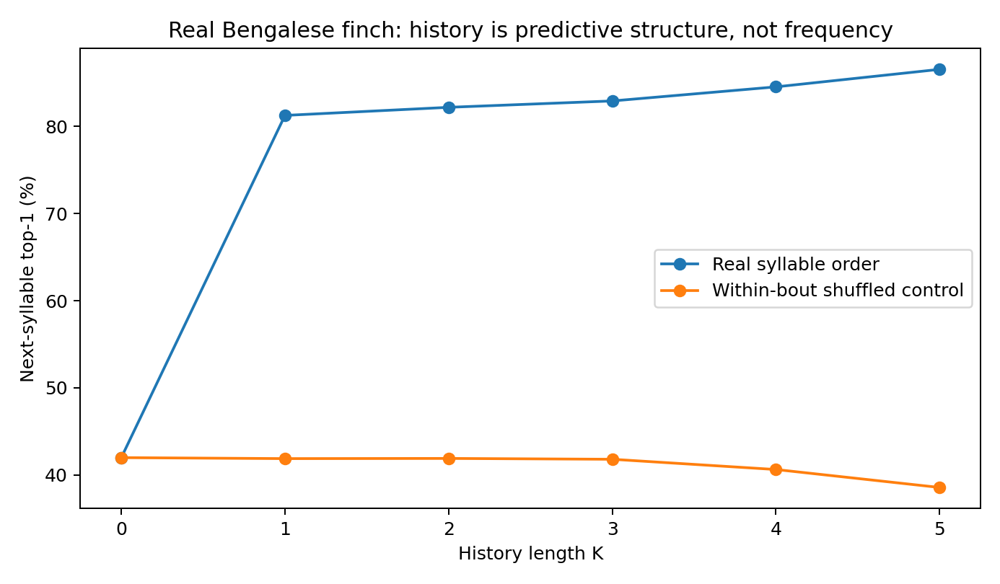 Real Bengalese finch: history is predictive structure, not frequency
Next-syllable top-1 (%)
80
70
60
50
40
Real syllable order
Within-bout shuffled control
0 1 2 3 4 5
History length K